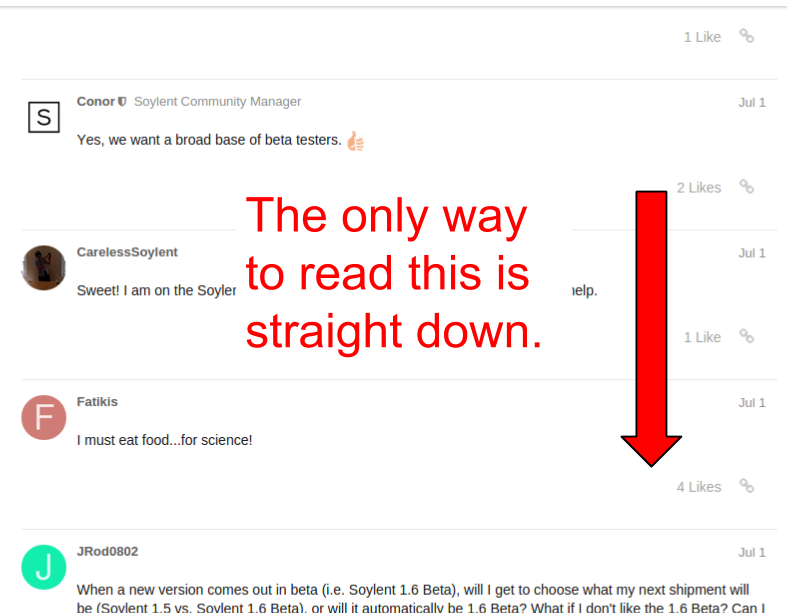 1 Like
S
Conor Soylent Community Manager Jul 1
Yes, we want a broad base of beta testers.
2 Likes
The only way
to read this is
straight down.
CarelessSoylent Jul 1
Sweet! I am on the
1 Like
F
Fatikis Jul 1
I must eat food...for science!
4 Likes
J
JRod0802 Jul 1
When a new version comes out in beta (i.e. Soylent 1.6 Beta), will I get to choose what my next shipment will
be (Soylent 1.5 vs. Soylent 1.6 Beta), or will it automatically be 1.6 Beta? What if I don't like the 1.6 Beta? Can I